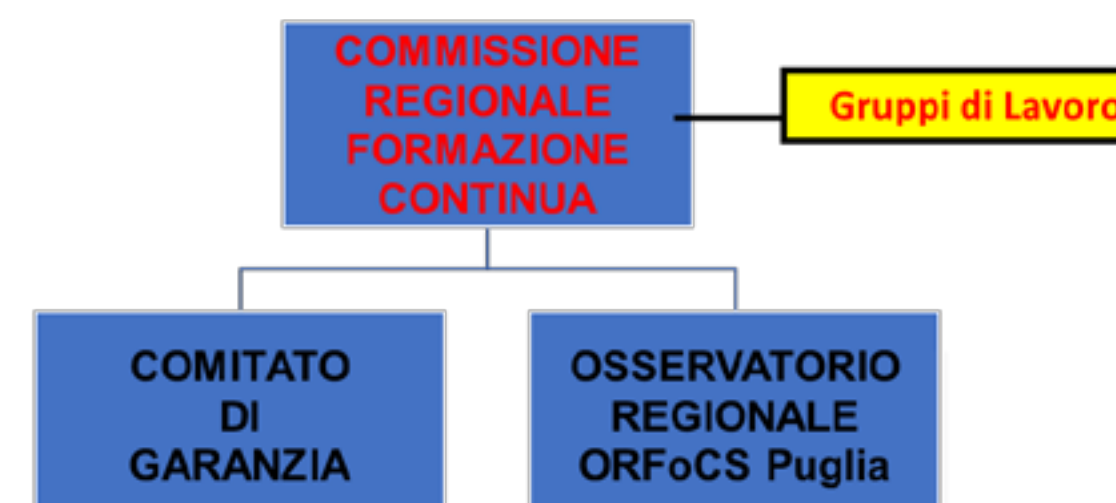 COMMISSIONE
REGIONALE
FORMAZIONE
CONTINUA
Gruppi di Lavoro
COMITATO
DI
GARANZIA
OSSERVATORIO
REGIONALE
ORFoCS Puglia